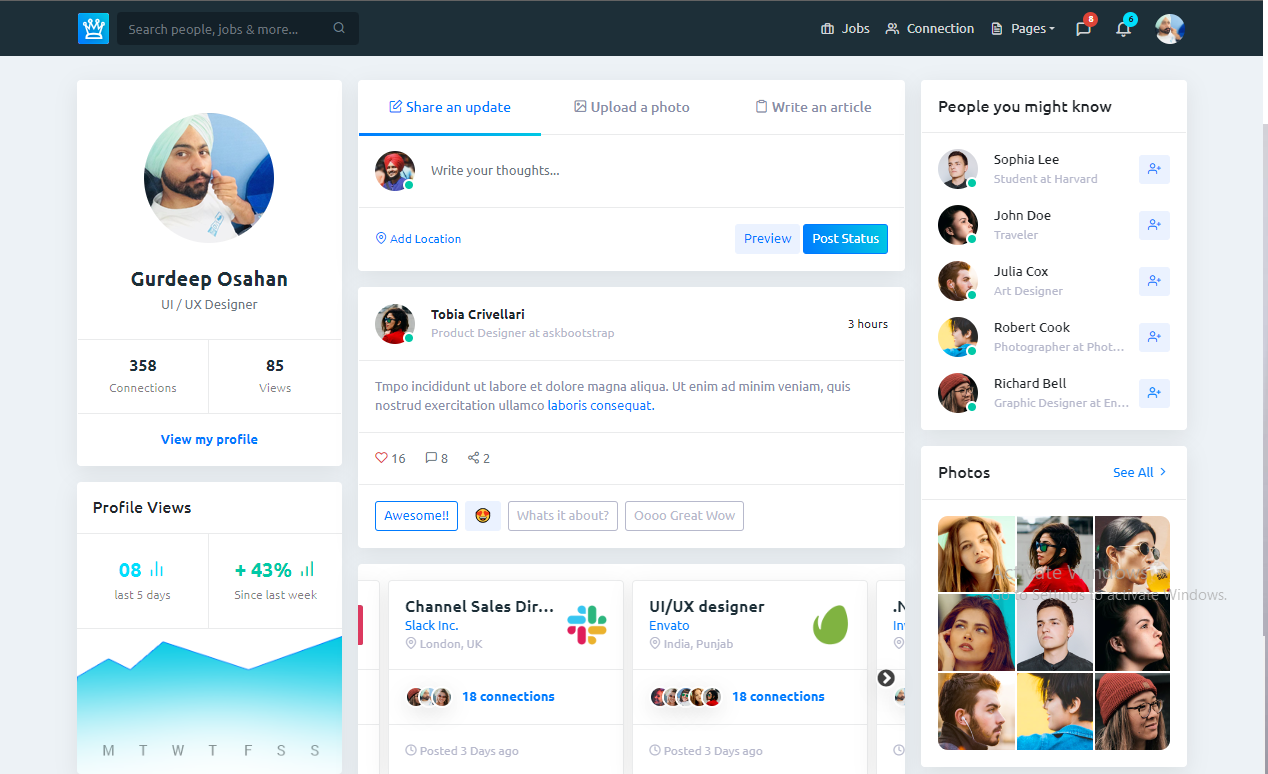 Search people, jobs & more...
Jobs
Connection
Pages
8
6
Gurdeep Osahan
UI / UX Designer
358
Connections
85
Views
View my profile
Profile Views
08
last 5 days
+ 43%
Since last week
M T W T F S S
Share an update
Upload a photo
Write an article
Write your thoughts...
Add Location
Preview
Post Status
Tobia Crivellari
Product Designer at askbootstrap
3 hours
Tmpo incididunt ut labore et dolore magna aliqua. Ut enim ad minim veniam, quis
nostrud exercitation ullamco laboris consequat.
16
8
2
Awesome!!
Whats it about?
Oooo Great Wow
Channel Sales Dir...
Slack Inc.
London, UK
18 connections
Posted 3 Days ago
UI/UX designer
Envato
India, Punjab
18 connections
Posted 3 Days ago
.N
Inv
People you might know
Sophia Lee
Student at Harvard
John Doe
Traveler
Julia Cox
Art Designer
Robert Cook
Photographer at Phot...
Richard Bell
Graphic Designer at En...
Photos
See All
Activate Windows
Go to Settings to activate Windows.